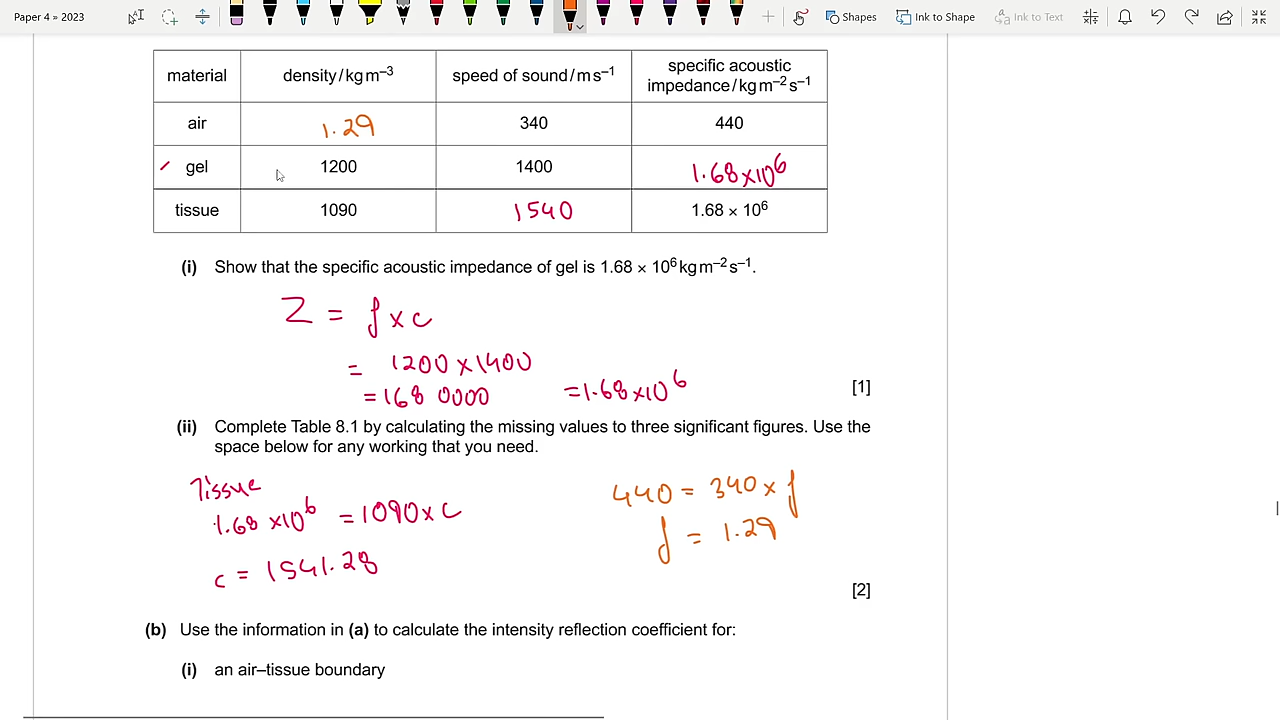 Paper 4 » 2023
Shapes
Ink to Shape
Ink to Text
material density/kg m⁻³ speed of sound/m s⁻¹ specific acoustic impedance/kg m⁻² s⁻¹
air 1.29 340 440
gel 1200 1400 1.68×10⁶
tissue 1090 1540 1.68 × 10⁶
(i) Show that the specific acoustic impedance of gel is 1.68 × 10⁶ kg m⁻² s⁻¹.
Z = ρ × c
= 1200 × 1400
= 168 0000 = 1.68×10⁶
[1]
(ii) Complete Table 8.1 by calculating the missing values to three significant figures. Use the
space below for any working that you need.
Tissue
1.68 ×10⁶ = 1090 × c
c = 1541.28
440 = 340 × ρ
ρ = 1.29
[2]
(b) Use the information in (a) to calculate the intensity reflection coefficient for:
(i) an air–tissue boundary